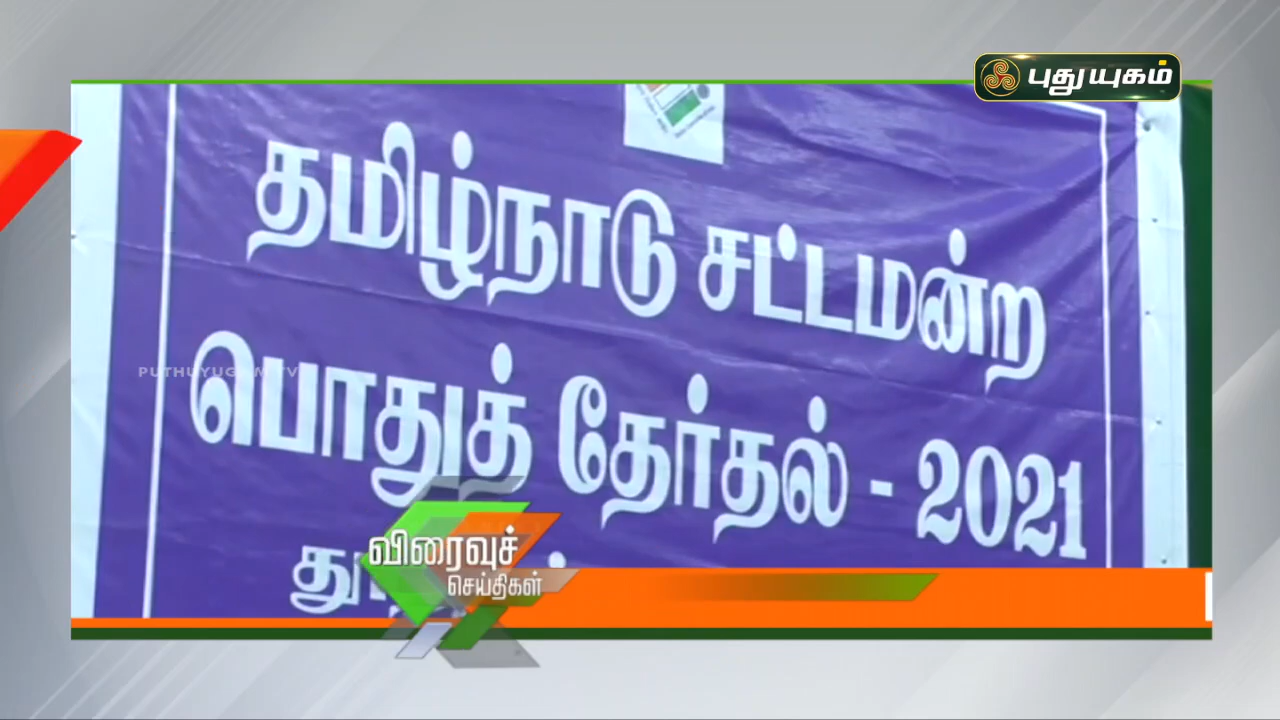 புதுயுகம்
தமிழ்நாடு சட்டமன்ற
பொதுத் தேர்தல் - 2021
PUTHUYUGAM TV
விரைவுச்
செய்திகள்